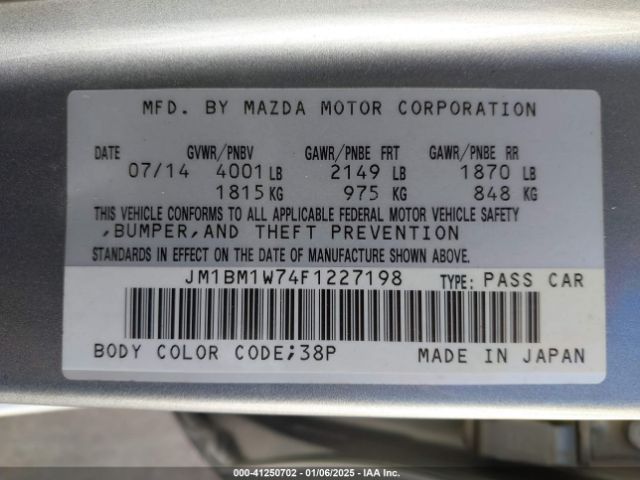 MFD. BY MAZDA MOTOR CORPORATION
DATE GVWR/PNBV GAWR/PNBE FRT GAWR/PNBE RR
07/14 4001 LB 2149 LB 1870 LB
1815 KG 975 KG 848 KG
THIS VEHICLE CONFORMS TO ALL APPLICABLE FEDERAL MOTOR VEHICLE SAFETY
,BUMPER,AND THEFT PREVENTION
STANDARDS IN EFFECT ON THE DATE OF MANUFACTURE SHOWN ABOVE.
JM1BM1W74F1227198 TYPE: PASS CAR
BODY COLOR CODE;38P MADE IN JAPAN
000-41250702 - 01/06/2025 - IAA Inc.